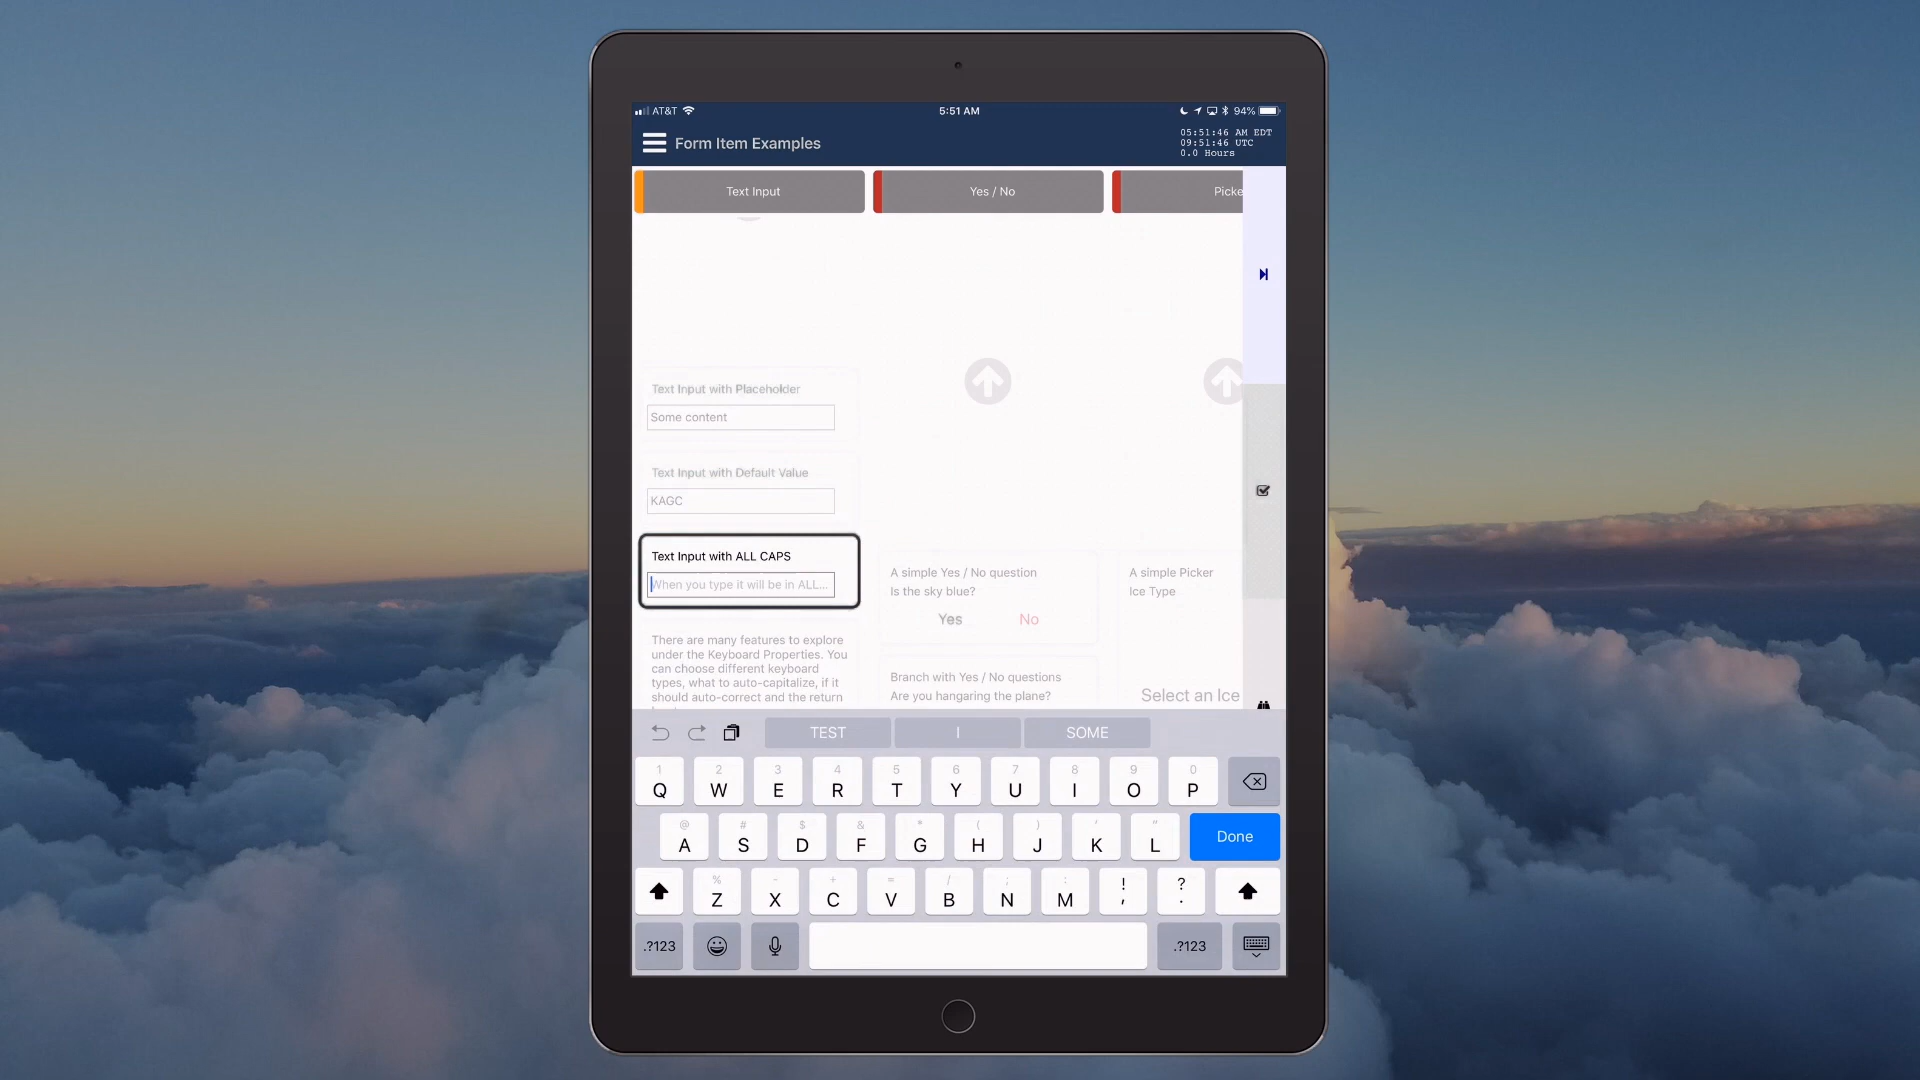 AT&T
5:51 AM
94%
Form Item Examples
05:51:46 AM EDT
09:51:46 UTC
0.0 Hours
Text Input
Yes / No
Picke
Text Input with Placeholder
Some content
Text Input with Default Value
KAGC
Text Input with ALL CAPS
When you type it will be in ALL...
There are many features to explore
under the Keyboard Properties. You
can choose different keyboard
types, what to auto-capitalize, if it
should auto-correct and the return
A simple Yes / No question
Is the sky blue?
Yes
No
Branch with Yes / No questions
Are you hangaring the plane?
A simple Picker
Ice Type
Select an Ice
TEST
I
SOME
1 2 3 4 5 6 7 8 9 0
Q W E R T Y U I O P
@ # $ & * ( ) ' "
A S D F G H J K L
Done
% - + = / ; : ! ?
Z X C V B N M , .
.?123
.?123